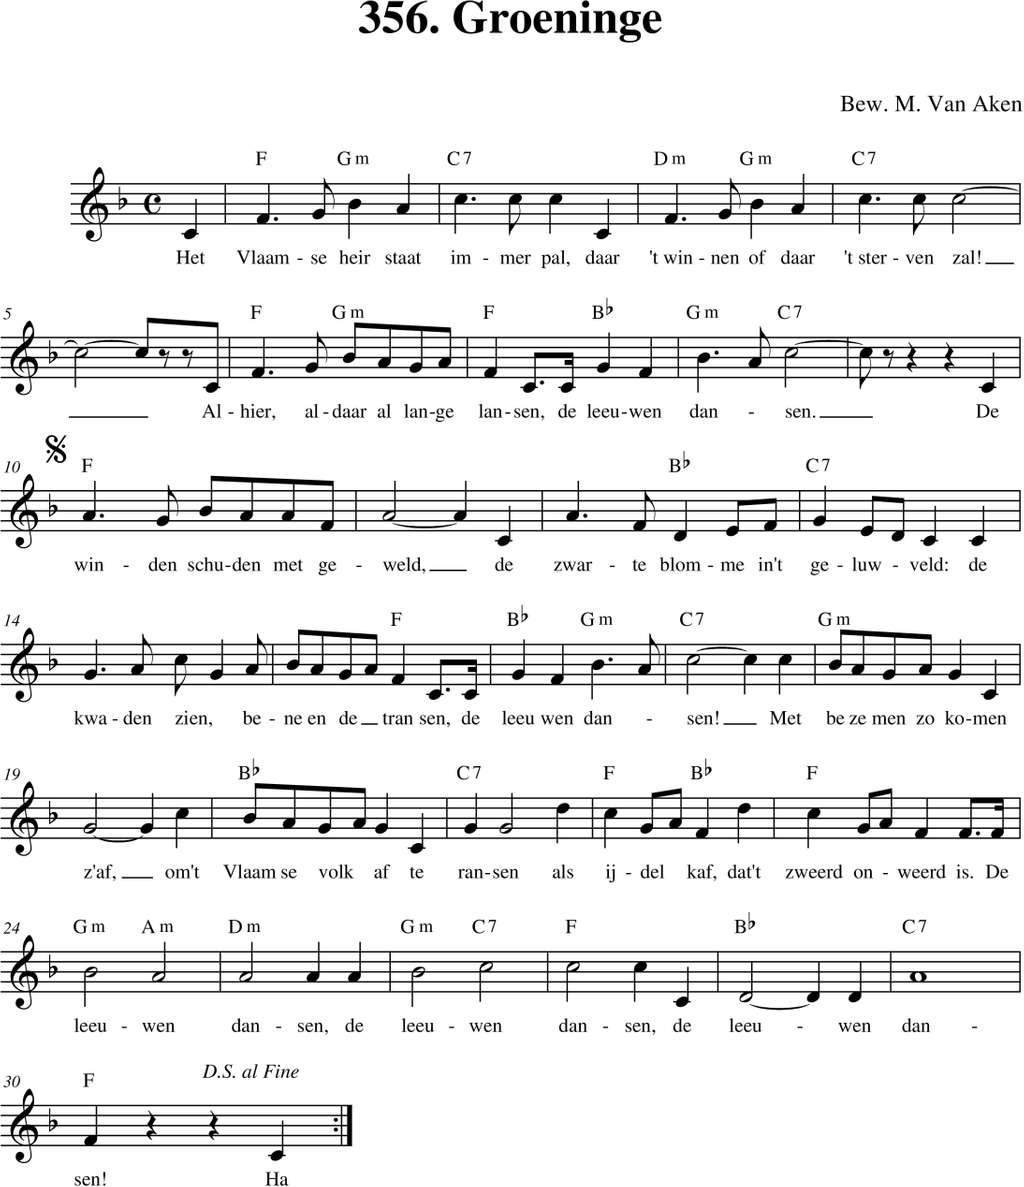 356. Groeninge
Bew. M. Van Aken
F Gm C7 Dm Gm C7
Het Vlaam - se heir staat im - mer pal, daar 't win - nen of daar 't ster - ven zal!
5 F Gm F B♭ Gm C7
Al - hier, al - daar al lan - ge lan - sen, de leeu - wen dan - sen. De
10 F B♭ C7
win - den schu - den met ge - weld, de zwar - te blom - me in't ge - luw - veld: de
14 F B♭ Gm C7 Gm
kwa - den zien, be - ne en de tran sen, de leeu wen dan - sen! Met be ze men zo ko - men
19 B♭ C7 F B♭ F
z'af, om't Vlaam se volk af te ran - sen als ij - del kaf, dat't zweerd on - weerd is. De
24 Gm Am Dm Gm C7 F B♭ C7
leeu - wen dan - sen, de leeu - wen dan - sen, de leeu - wen dan -
D.S. al Fine
30 F
sen! Ha